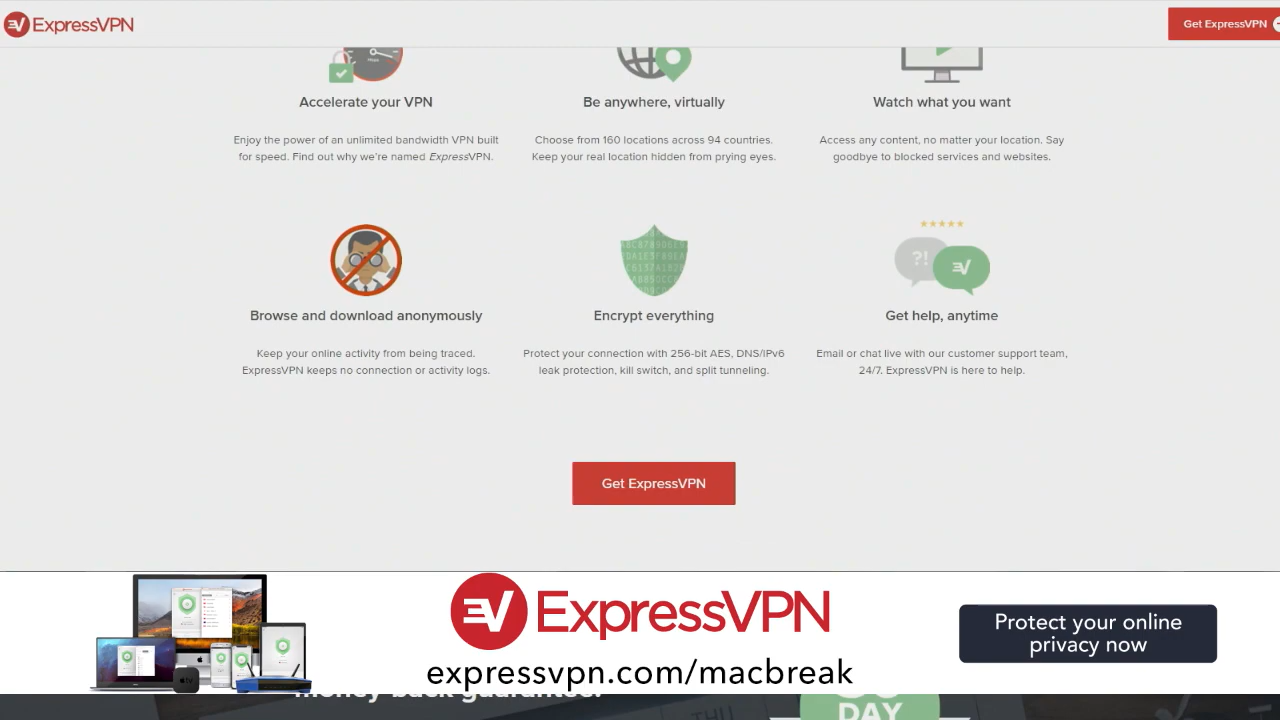 ExpressVPN
Get ExpressVPN
Accelerate your VPN
Be anywhere, virtually
Watch what you want
Enjoy the power of an unlimited bandwidth VPN built
for speed. Find out why we're named ExpressVPN.
Choose from 160 locations across 94 countries.
Keep your real location hidden from prying eyes.
Access any content, no matter your location. Say
goodbye to blocked services and websites.
?!
Browse and download anonymously
Encrypt everything
Get help, anytime
Keep your online activity from being traced.
ExpressVPN keeps no connection or activity logs.
Protect your connection with 256-bit AES, DNS/IPv6
leak protection, kill switch, and split tunneling.
Email or chat live with our customer support team,
24/7. ExpressVPN is here to help.
Get ExpressVPN
ExpressVPN
expressvpn.com/macbreak
Protect your online
privacy now
money back guarantee.
THU
DAY